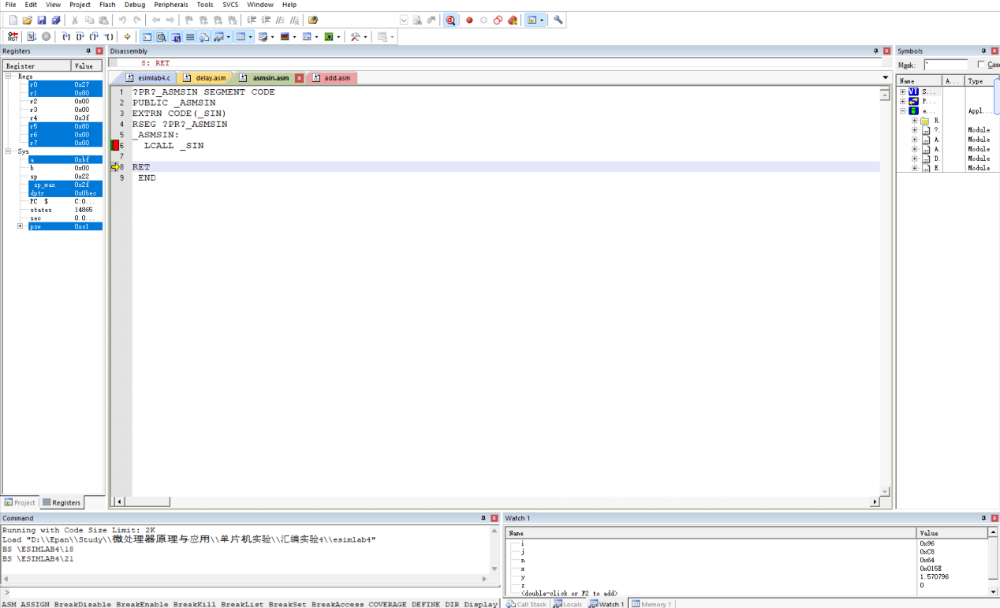 File Edit View Project Flash Debug Peripherals Tools SVCS Window Help
Registers
Register Value
Regs
r0 0x27
r1 0x80
r2 0x00
r3 0x00
r4 0x3f
r5 0x80
r6 0x00
r7 0x00
Sys
a 0xbf
b 0x00
sp 0x22
sp_max 0x2f
dptr 0x0bec
PC $ C:0...
states 14865
sec 0.0...
psw 0xc1
Project Registers
Disassembly
8: RET
esimlab4.c delay.asm asmsin.asm add.asm
1 ?PR?_ASMSIN SEGMENT CODE
2 PUBLIC _ASMSIN
3 EXTRN CODE(_SIN)
4 RSEG ?PR?_ASMSIN
5 _ASMSIN:
6 LCALL _SIN
7
8 RET
9 END
Symbols
Mask: * Case
Name A... Type
S...
P...
e... Appl...
R.
?. Module
A. Module
A. Module
D. Module
E. Module
Command
Running with Code Size Limit: 2K
Load "D:\\Epan\\Study\\微处理器原理与应用\\单片机实验\\汇编实验4\\esimlab4"
BS \ESIMLAB4\18
BS \ESIMLAB4\21
>
ASM ASSIGN BreakDisable BreakEnable BreakKill BreakList BreakSet BreakAccess COVERAGE DEFINE DIR Display
Watch 1
Name Value
i 0x96
j 0xC8
n 0x64
x 0x015E
y 1.570796
z 0
<double-click or F2 to add>
Call Stack Locals Watch 1 Memory 1